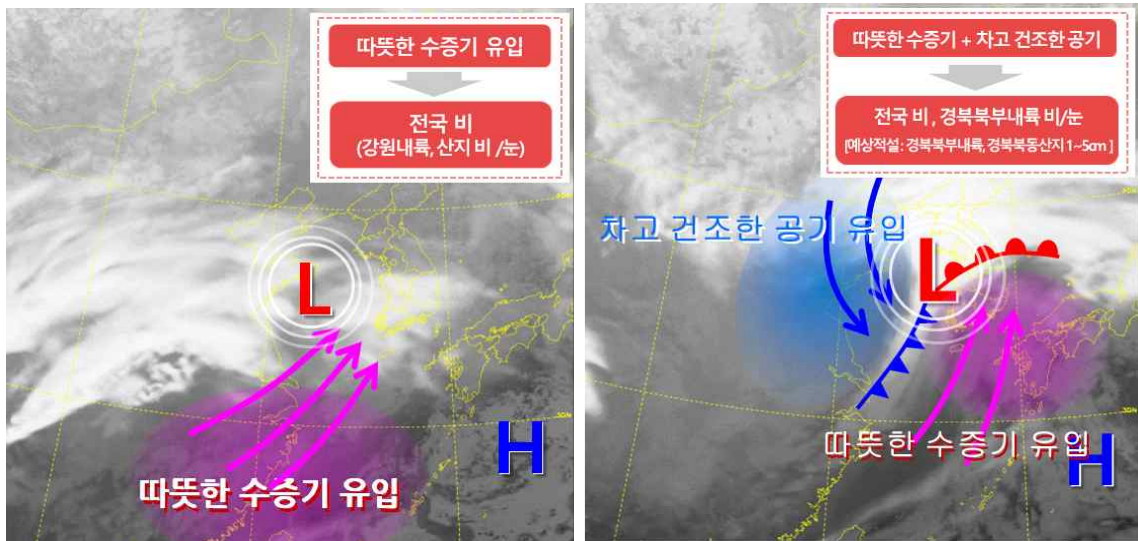 따뜻한 수증기 유입
전국 비
(강원내륙, 산지 비 /눈)
L
H
따뜻한 수증기 유입
따뜻한 수증기 + 차고 건조한 공기
전국 비 , 경북북부내륙 비/눈
[예상적설 : 경북북부내륙, 경북북동산지 1~5cm ]
차고 건조한 공기 유입
L
따뜻한 수증기 유입
H